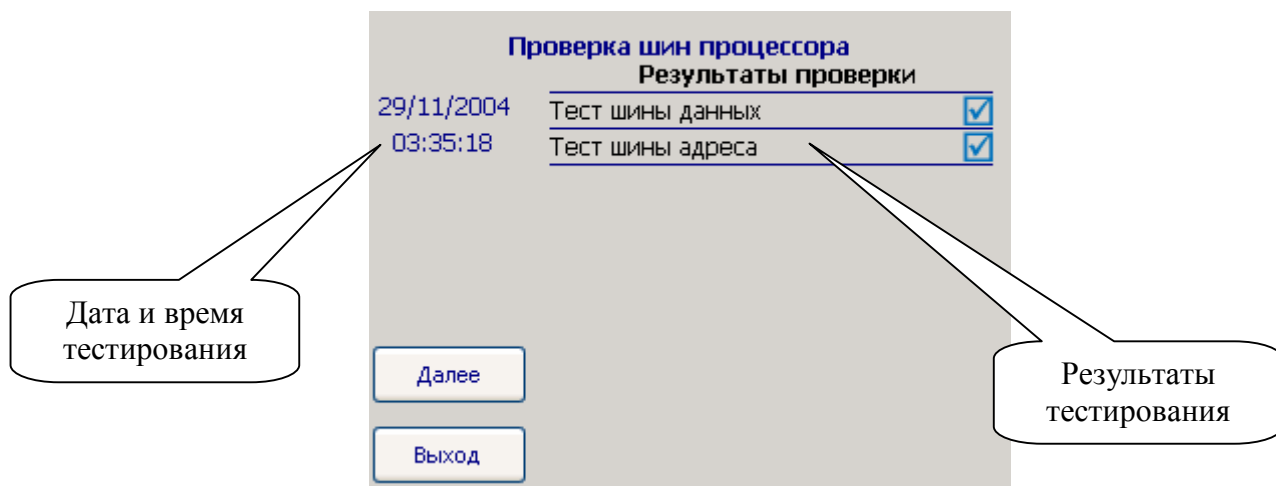 Проверка шин процессора
Результаты проверки
29/11/2004
Тест шины данных
03:35:18
Тест шины адреса
Дата и время
тестирования
Далее
Результаты
тестирования
Выход